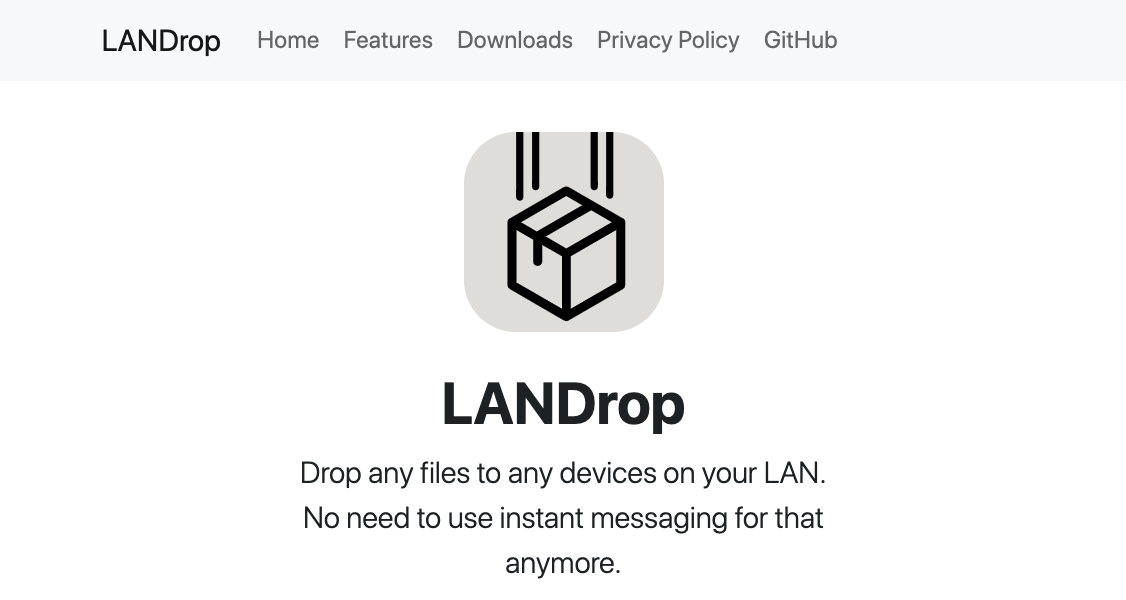 LANDrop Home Features Downloads Privacy Policy GitHub
LANDrop
Drop any files to any devices on your LAN.
No need to use instant messaging for that
anymore.